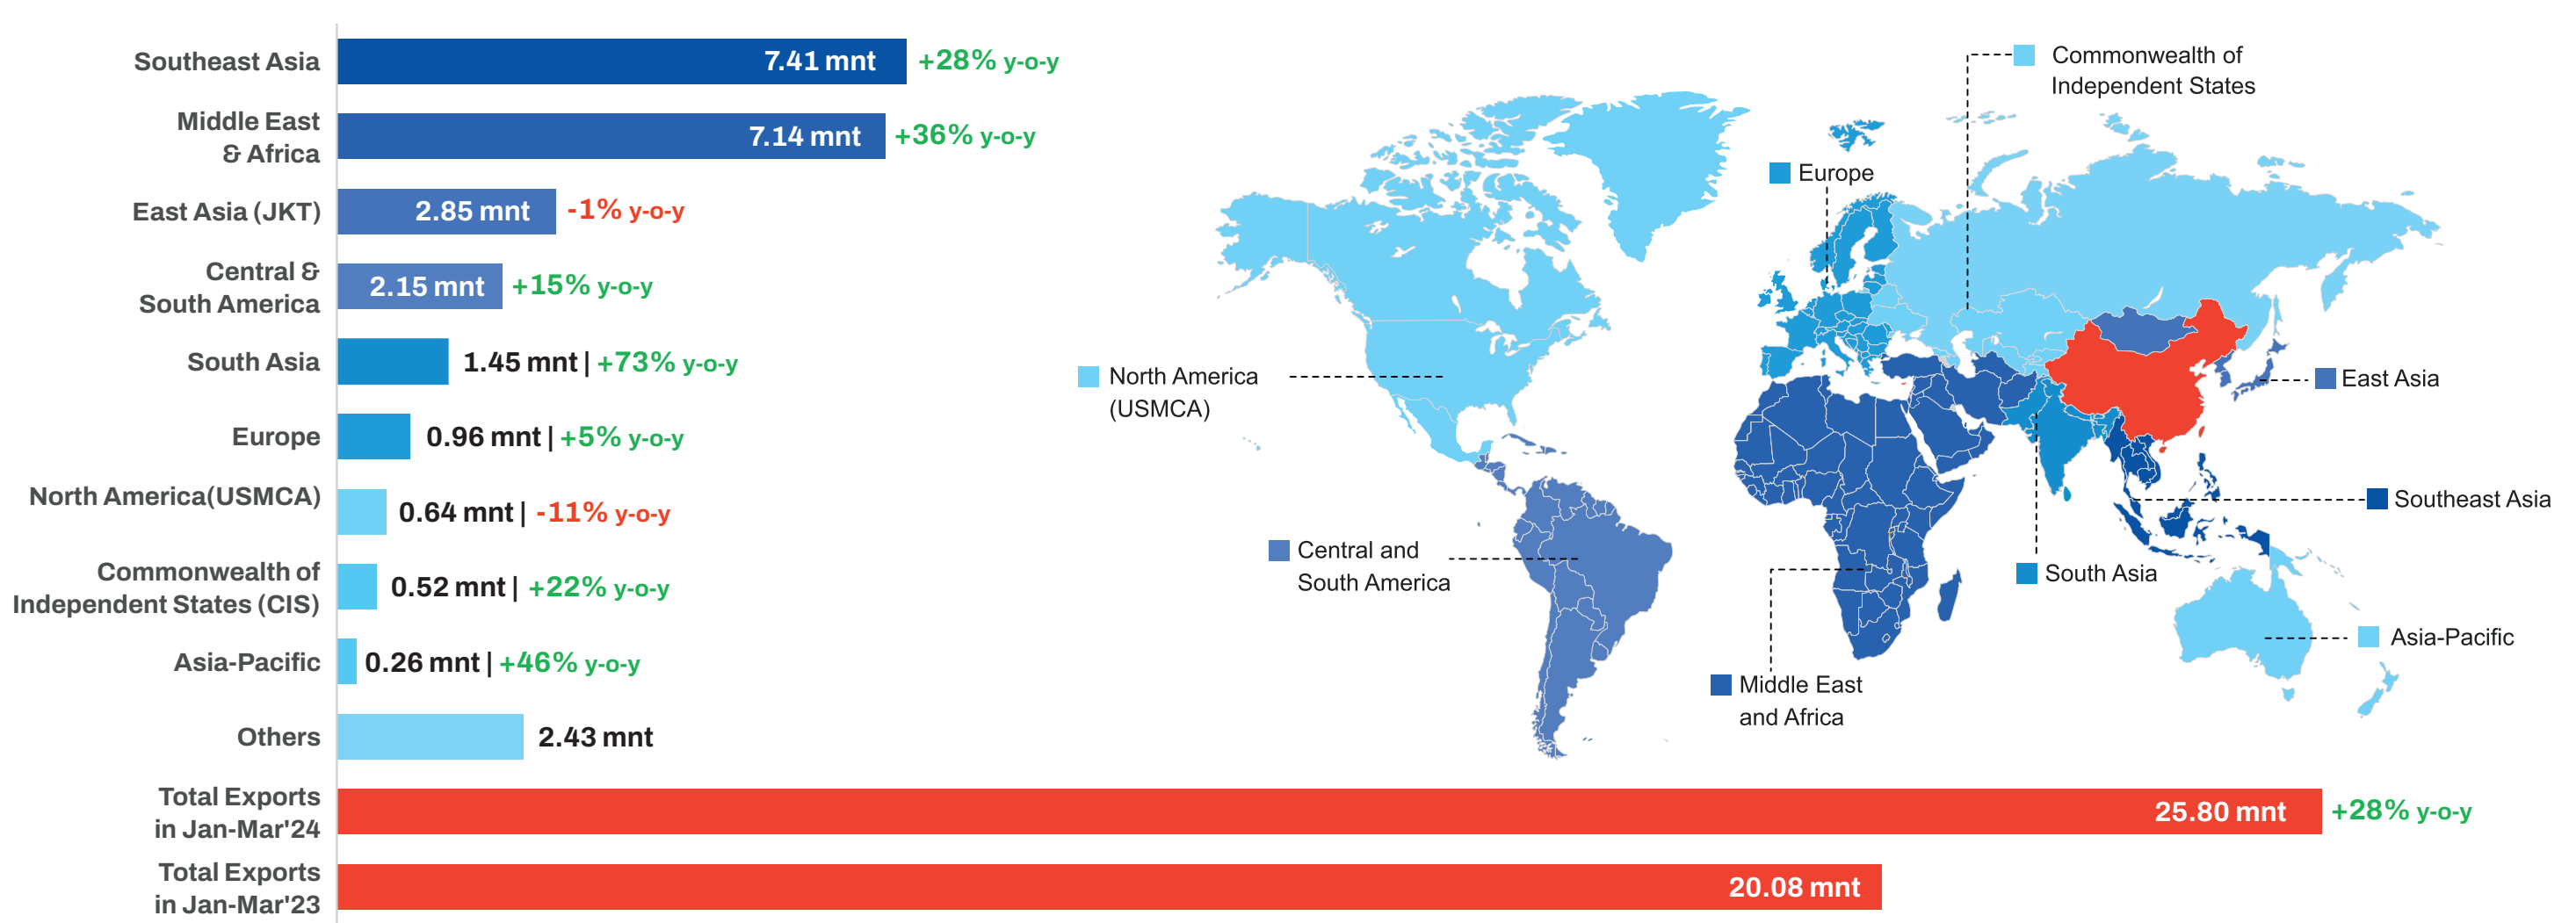 Southeast Asia
7.41 mnt
+28% y-o-y
Middle East
& Africa
7.14 mnt
+36% y-o-y
East Asia (JKT)
2.85 mnt
-1% y-o-y
Central &
South America
2.15 mnt
+15% y-o-y
South Asia
1.45 mnt | +73% y-o-y
Europe
0.96 mnt | +5% y-o-y
North America(USMCA)
0.64 mnt | -11% y-o-y
Commonwealth of
Independent States (CIS)
0.52 mnt | +22% y-o-y
Asia-Pacific
0.26 mnt | +46% y-o-y
Others
2.43 mnt
Total Exports
in Jan-Mar'24
25.80 mnt
+28% y-o-y
Total Exports
in Jan-Mar'23
20.08 mnt
Commonwealth of
Independent States
Europe
North America
(USMCA)
East Asia
Southeast Asia
Central and
South America
South Asia
Asia-Pacific
Middle East
and Africa